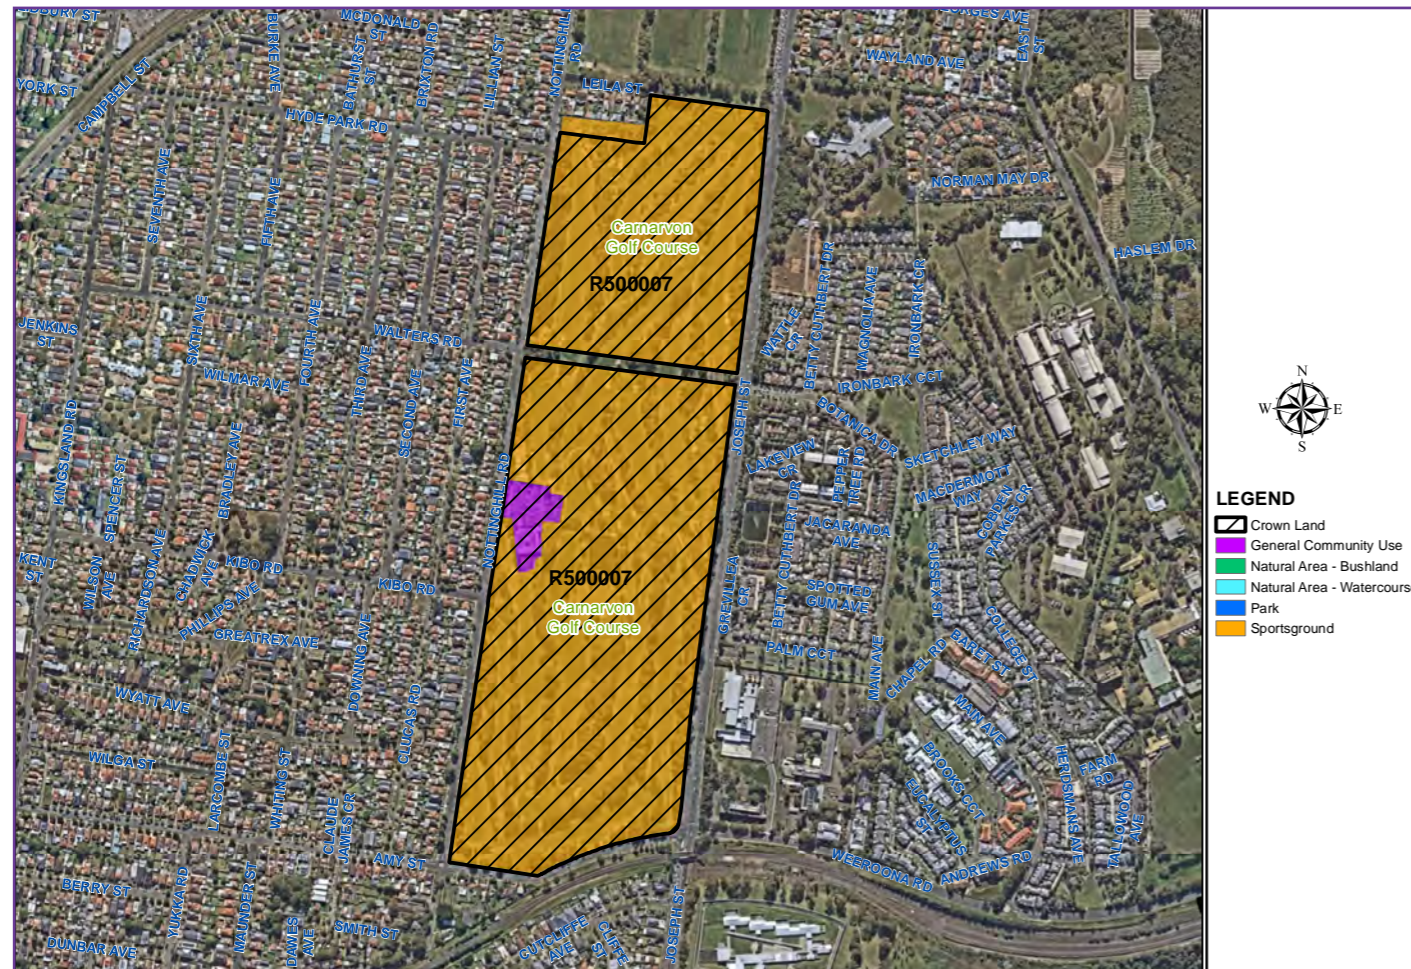 MCDONALD
ST
GEORGES AVE
BURKE AVE
BATHURST
ST
BRIXTON RD
LILLIAN ST
NOTTINGHILL
RD
EASTLE
ST
WAYLAND AVE
YORK ST
CAMPBELL ST
LEILA ST
HYDE PARK RD
SEVENTH AVE
FIFTH AVE
NORMAN MAY DR
Carnarvon
Golf Course
R500007
HASLEM DR
JENKINS
ST
SIXTH AVE
FOURTH AVE
WALTERS RD
WATTLE
CR
BETTY CUTHBERT DR
MAGNOLIA AVE
IRONBARK CR
WILMAR AVE
THIRD AVE
SECOND AVE
FIRST AVE
IRONBARK CCT
JOSEPH ST
BOTANICA DR
KINGSLAND RD
SPENCER ST
BRADLEY AVE
NOTTINGHILL RD
LAKEVIEW
CR
PEPPER
TREE RD
SKETCHLEY WAY
MACDERMOTT
WAY
COBDEN
PARKES CR
JACARANDA
AVE
KENT
ST
WILSON
AVE
RICHARDSON AVE
CHADWICK
AVE
KIBO RD
KIBO RD
R500007
Carnarvon
Golf Course
GREVILLEA
CR
BETTY CUTHBERT DR
SPOTTED
GUM AVE
SUSSEX ST
PHILLIPS AVE
GREATREX AVE
DOWNING AVE
PALM CCT
MAIN AVE
CHAPEL RD
BARET ST
COLLEGE ST
WYATT AVE
CLUCAS RD
MAIN AVE
WILGA ST
LARCOMBE ST
WHITING ST
BROOKS CCT
HERDSMANS AVE
FARM
RD
CLAUDE
JAMES CR
EUCALYPTUS
ST
TALLOWOOD
AVE
AMY ST
WEEROONA RD
ANDREWS RD
BERRY ST
YUKKA RD
MAUNDER ST
DAVIES
AVE
SMITH ST
DUNBAR AVE
CUTCLIFFE
AVE
CLIFFE
ST
JOSEPH ST
N
W E
S
LEGEND
Crown Land
General Community Use
Natural Area - Bushland
Natural Area - Watercourse
Park
Sportsground